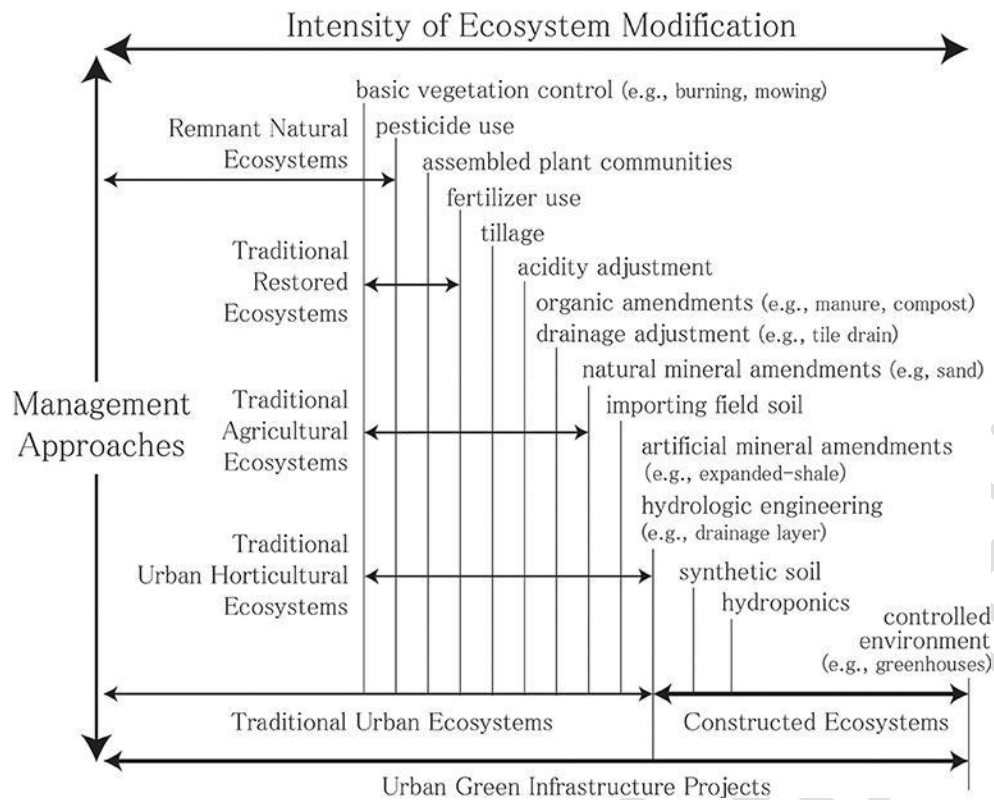 Intensity of Ecosystem Modification
basic vegetation control (e.g., burning, mowing)
Remnant Natural
Ecosystems
pesticide use
assembled plant communities
fertilizer use
tillage
Traditional
Restored
Ecosystems
acidity adjustment
organic amendments (e.g., manure, compost)
drainage adjustment (e.g., tile drain)
natural mineral amendments (e.g, sand)
Management
Approaches
Traditional
Agricultural
Ecosystems
importing field soil
artificial mineral amendments
(e.g., expanded-shale)
hydrologic engineering
(e.g., drainage layer)
Traditional
Urban Horticultural
Ecosystems
synthetic soil
hydroponics
controlled
environment
(e.g., greenhouses)
Traditional Urban Ecosystems
Constructed Ecosystems
Urban Green Infrastructure Projects